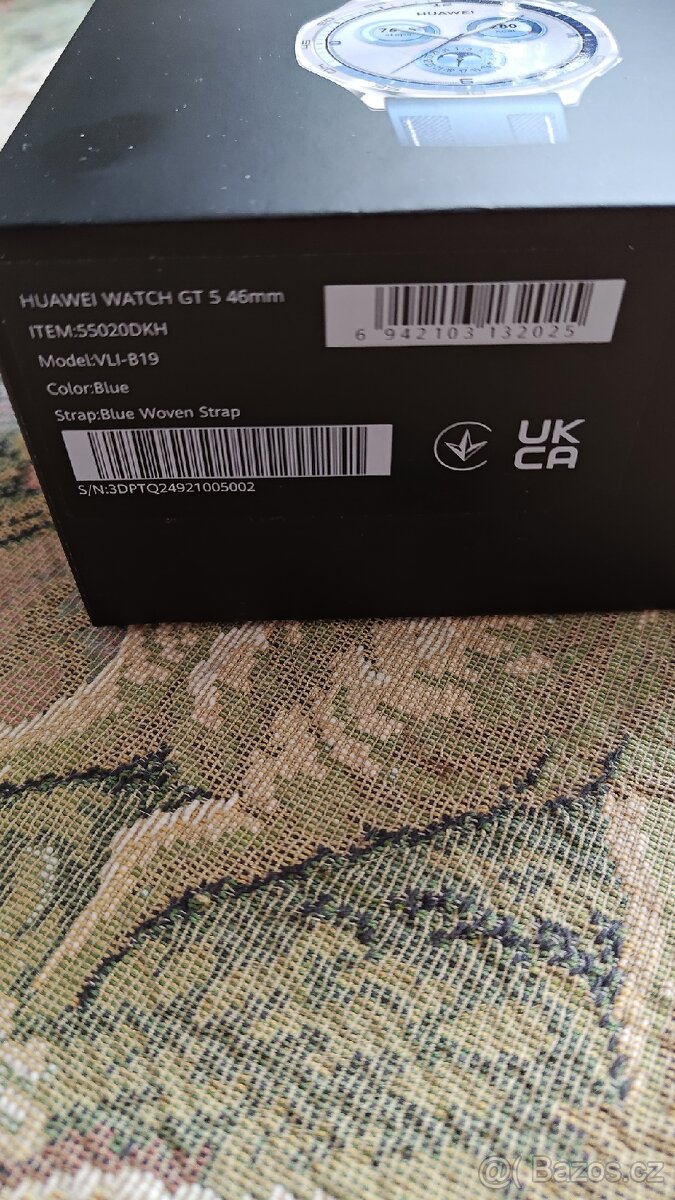 HUAWEI
HUAWEI WATCH GT 5 46mm
ITEM:55020DKH
Model:VLI-B19
Color:Blue
Strap:Blue Woven Strap
S/N:3DPTQ24921005002
6 942103 132025
UK
CA
@( Bazoš.cz